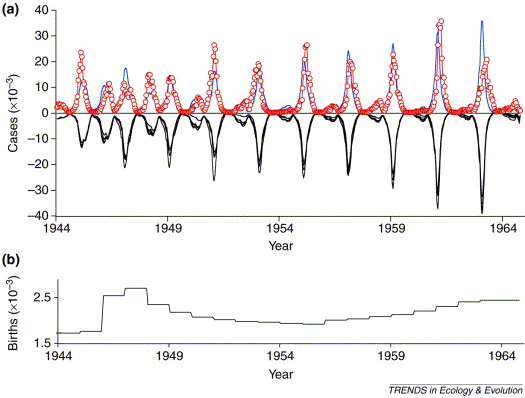 (a)
40
30
20
10
0
−10
−20
−30
−40
Cases (×10⁻³)
1944 1949 1954 1959 1964
Year
(b)
2.5
1.5
Births (×10⁻³)
1944 1949 1954 1959 1964
Year
TRENDS in Ecology & Evolution